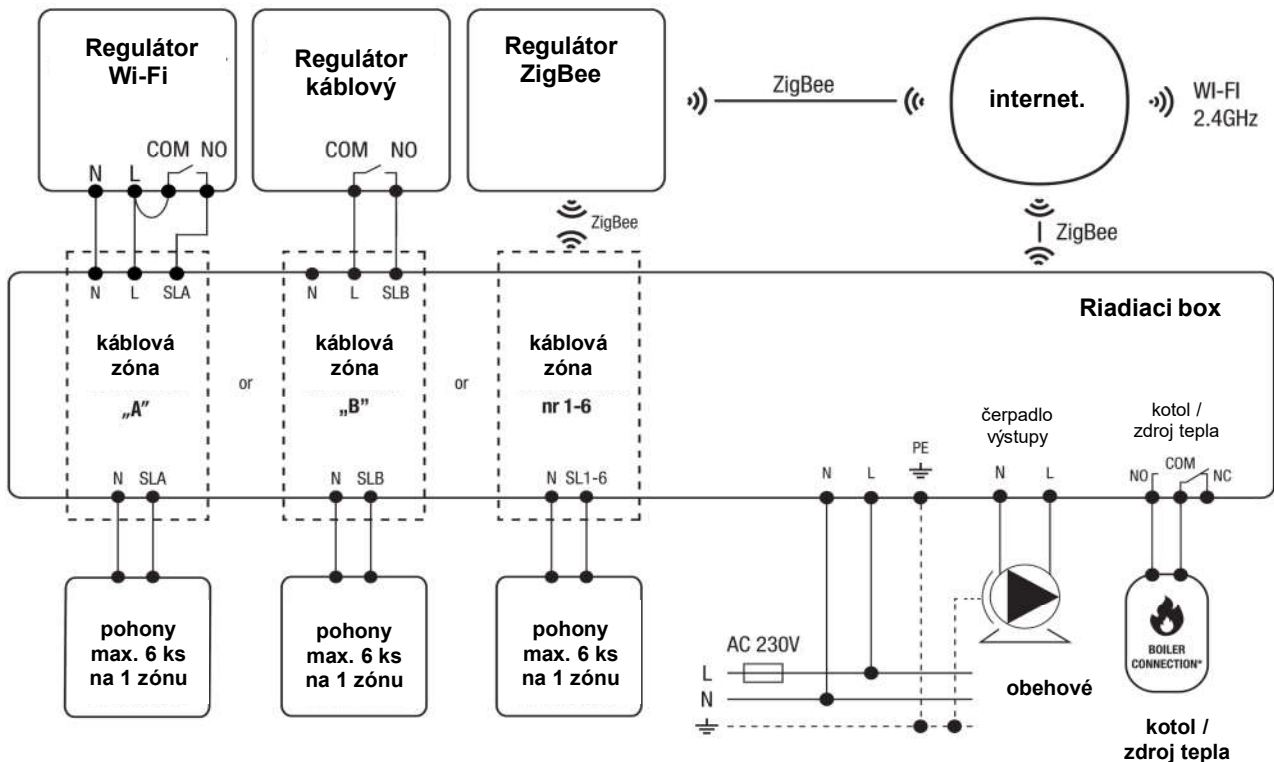 Regulátor
Wi-Fi
COM NO
N L
Regulátor
káblový
COM NO
Regulátor
ZigBee
ZigBee
internet.
WI-FI
2.4GHz
ZigBee
ZigBee
N L SLA
káblová
zóna
„A”
N SLA
or
N L SLB
káblová
zóna
„B”
N SLB
or
káblová
zóna
nr 1-6
N SL1-6
Riadiaci box
N L PE
čerpadlo
výstupy
N L
kotol /
zdroj tepla
NO COM NC
pohony
max. 6 ks
na 1 zónu
pohony
max. 6 ks
na 1 zónu
pohony
max. 6 ks
na 1 zónu
AC 230V
L
N
obehové
BOILER
CONNECTION*
kotol /
zdroj tepla